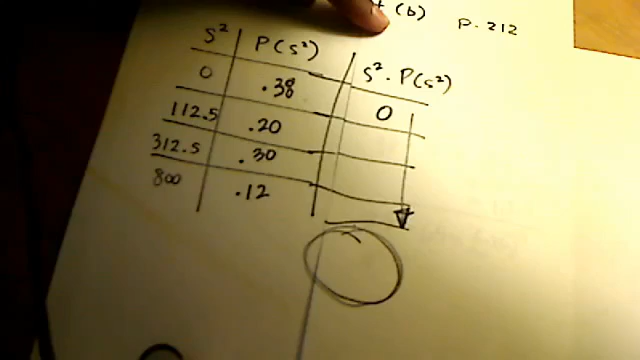 (b) P. 212
S² P(S²) S² · P(S²)
0 .38 0
112.5 .20
312.5 .30
800 .12